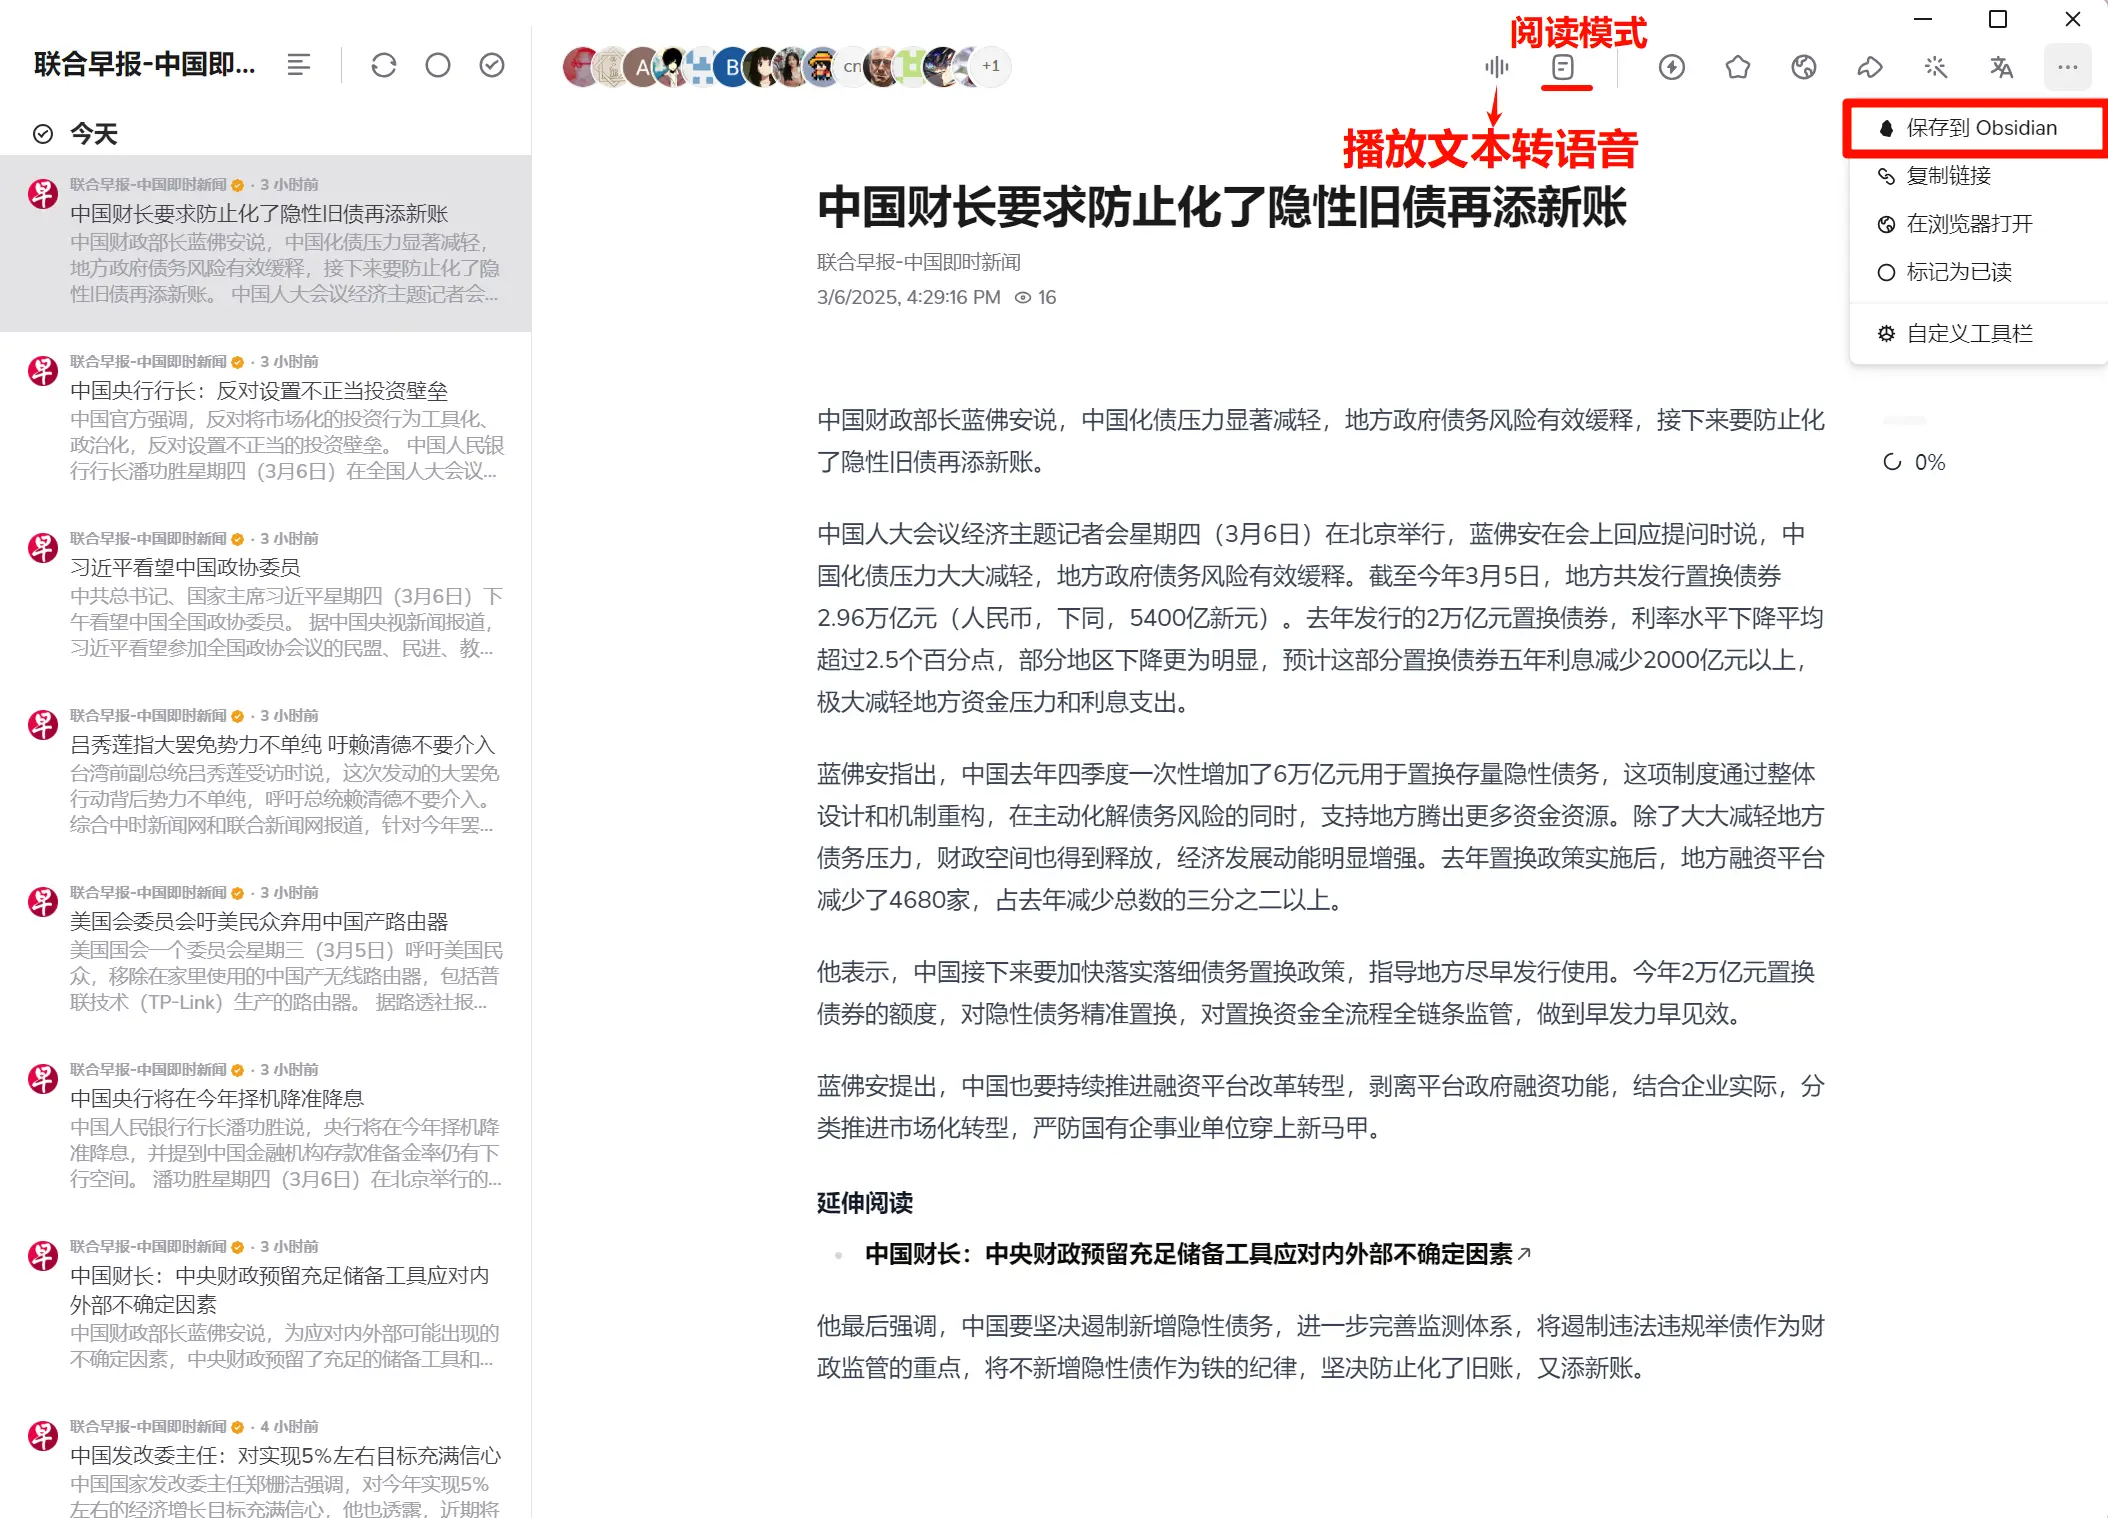 联合早报-中国即...
今天
联合早报-中国即时新闻 · 3 小时前
中国财长要求防止化了隐性旧债再添新账
中国财政部长蓝佛安说，中国化债压力显著减轻，
地方政府债务风险有效缓释，接下来要防止化了隐
性旧债再添新账。 中国人大会议经济主题记者会...
联合早报-中国即时新闻 · 3 小时前
中国央行行长：反对设置不正当投资壁垒
中国官方强调，反对将市场化的投资行为工具化、
政治化，反对设置不正当的投资壁垒。 中国人民银
行行长潘功胜星期四（3月6日）在全国人大会议...
联合早报-中国即时新闻 · 3 小时前
习近平看望中国政协委员
中共总书记、国家主席习近平星期四（3月6日）下
午看望中国全国政协委员。 据中国央视新闻报道，
习近平看望参加全国政协会议的民盟、民进、教...
联合早报-中国即时新闻 · 3 小时前
吕秀莲指大罢免势力不单纯 吁赖清德不要介入
台湾前副总统吕秀莲受访时说，这次发动的大罢免
行动背后势力不单纯，呼吁总统赖清德不要介入。
综合中时新闻网和联合新闻网报道，针对今年罢...
联合早报-中国即时新闻 · 3 小时前
美国会委员会吁美民众弃用中国产路由器
美国国会一个委员会星期三（3月5日）呼吁美国民
众，移除在家里使用的中国产无线路由器，包括普
联技术（TP-Link）生产的路由器。 据路透社报...
联合早报-中国即时新闻 · 3 小时前
中国央行将在今年择机降准降息
中国人民银行行长潘功胜说，央行将在今年择机降
准降息，并提到中国金融机构存款准备金率仍有下
行空间。 潘功胜星期四（3月6日）在北京举行的...
联合早报-中国即时新闻 · 3 小时前
中国财长：中央财政预留充足储备工具应对内
外部不确定因素
中国财政部长蓝佛安说，为应对内外部可能出现的
不确定因素，中央财政预留了充足的储备工具和...
联合早报-中国即时新闻 · 4 小时前
中国发改委主任：对实现5%左右目标充满信心
中国国家发改委主任郑栅洁强调，对今年实现5%
左右的经济增长目标充满信心，他也透露，近期将
A
B
cn
+1
阅读模式
播放文本转语音
保存到 Obsidian
复制链接
在浏览器打开
标记为已读
自定义工具栏
0%
中国财长要求防止化了隐性旧债再添新账
联合早报-中国即时新闻
3/6/2025, 4:29:16 PM 16
中国财政部长蓝佛安说，中国化债压力显著减轻，地方政府债务风险有效缓释，接下来要防止化
了隐性旧债再添新账。
中国人大会议经济主题记者会星期四（3月6日）在北京举行，蓝佛安在会上回应提问时说，中
国化债压力大大减轻，地方政府债务风险有效缓释。截至今年3月5日，地方共发行置换债券
2.96万亿元（人民币，下同，5400亿新元）。去年发行的2万亿元置换债券，利率水平下降平均
超过2.5个百分点，部分地区下降更为明显，预计这部分置换债券五年利息减少2000亿元以上，
极大减轻地方资金压力和利息支出。
蓝佛安指出，中国去年四季度一次性增加了6万亿元用于置换存量隐性债务，这项制度通过整体
设计和机制重构，在主动化解债务风险的同时，支持地方腾出更多资金资源。除了大大减轻地方
债务压力，财政空间也得到释放，经济发展动能明显增强。去年置换政策实施后，地方融资平台
减少了4680家，占去年减少总数的三分之二以上。
他表示，中国接下来要加快落实落细债务置换政策，指导地方尽早发行使用。今年2万亿元置换
债券的额度，对隐性债务精准置换，对置换资金全流程全链条监管，做到早发力早见效。
蓝佛安提出，中国也要持续推进融资平台改革转型，剥离平台政府融资功能，结合企业实际，分
类推进市场化转型，严防国有企事业单位穿上新马甲。
延伸阅读
中国财长：中央财政预留充足储备工具应对内外部不确定因素
他最后强调，中国要坚决遏制新增隐性债务，进一步完善监测体系，将遏制违法违规举债作为财
政监管的重点，将不新增隐性债作为铁的纪律，坚决防止化了旧账，又添新账。